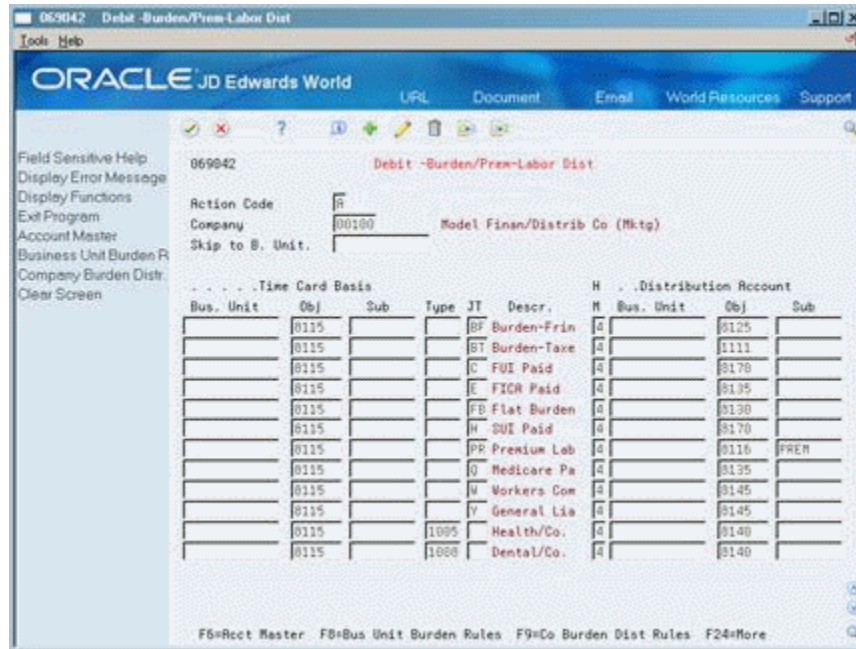 069042 Debit -Burden/Prem-Labor Dist
Tools Help
ORACLE JD Edwards World
URL Document Email World Resources Support
Field Sensitive Help
Display Error Message
Display Functions
Exit Program
Account Master
Business Unit Burden R
Company Burden Distr.
Clear Screen
069042 Debit -Burden/Prem-Labor Dist
Action Code A
Company 00100 Model Finan/Distrib Co (Mktg)
Skip to B. Unit.
. . . . .Time Card Basis H . .Distribution Account
Bus. Unit Obj Sub Type JT Descr. M Bus. Unit Obj Sub
8115 BF Burden-Frin 4 8125
8115 BT Burden-Taxe 4 1111
8115 C FUI Paid 4 8170
8115 E FICA Paid 4 8135
8115 FB Flat Burden 4 8130
8115 H SUI Paid 4 8170
8115 PR Premium Lab 4 8116 PREM
8115 Q Medicare Pa 4 8135
8115 W Workers Com 4 8145
8115 Y General Lia 4 8145
8115 1005 Health/Co. 4 8140
8115 Dental/Co. 4 8140
F6=Acct Master F8=Bus Unit Burden Rules F9=Co Burden Dist Rules F24=More